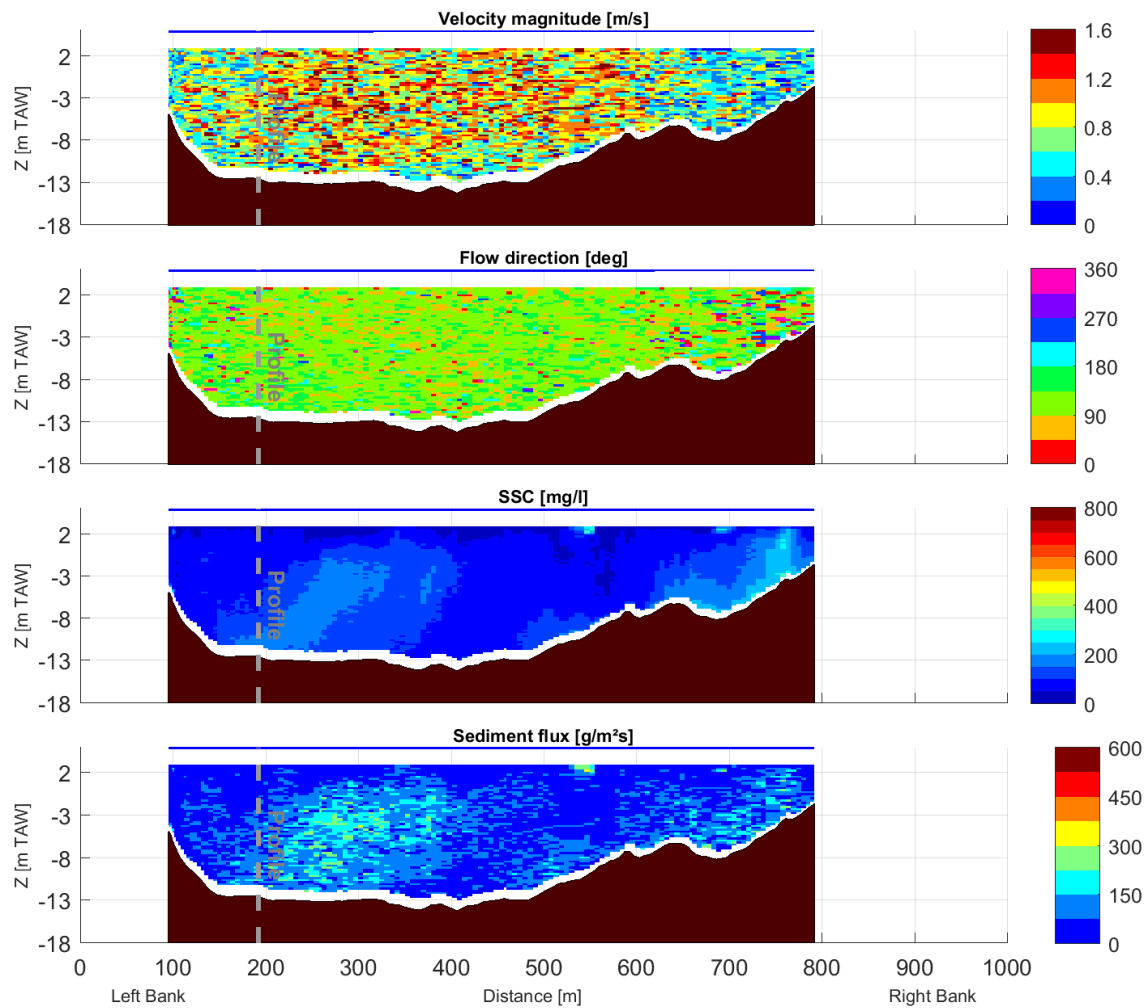 Velocity magnitude [m/s]
Z [m TAW]
2
-3
-8
-13
-18
Profile
1.6
1.2
0.8
0.4
0
Flow direction [deg]
Z [m TAW]
2
-3
-8
-13
-18
Profile
360
270
180
90
0
SSC [mg/l]
Z [m TAW]
2
-3
-8
-13
-18
Profile
800
600
400
200
0
Sediment flux [g/m²s]
Z [m TAW]
2
-3
-8
-13
-18
Profile
600
450
300
150
0
0 100 200 300 400 500 600 700 800 900 1000
Left Bank Distance [m] Right Bank